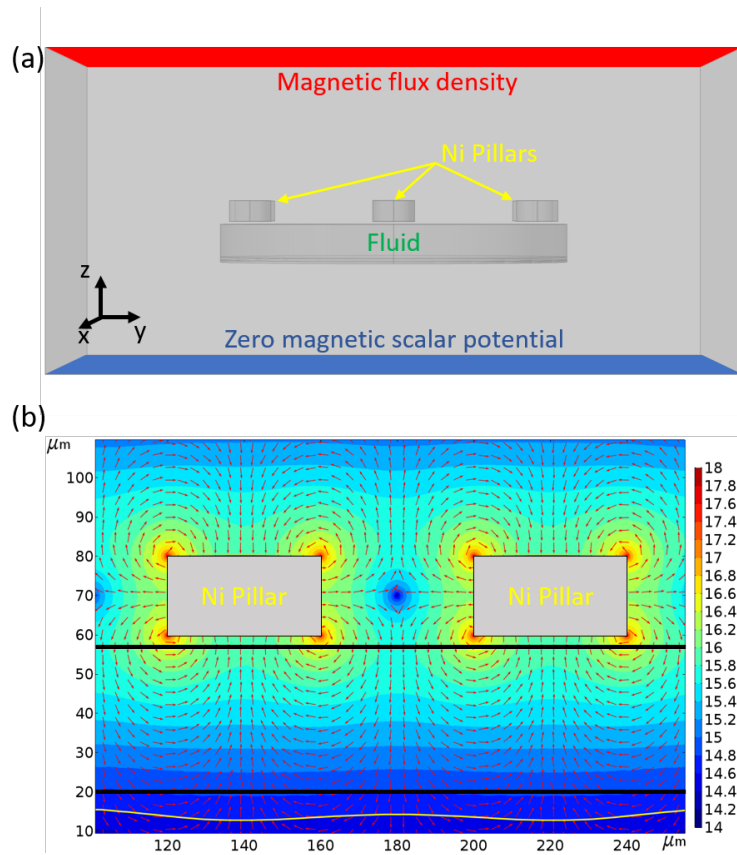 (a)
Magnetic flux density
Ni Pillars
Fluid
z
x
y
Zero magnetic scalar potential
(b)
μm
100
90
80
70
60
50
40
30
20
10
Ni Pillar
Ni Pillar
120
140
160
180
200
220
240
μm
18
17.8
17.6
17.4
17.2
17
16.8
16.6
16.4
16.2
16
15.8
15.6
15.4
15.2
15
14.8
14.6
14.4
14.2
14